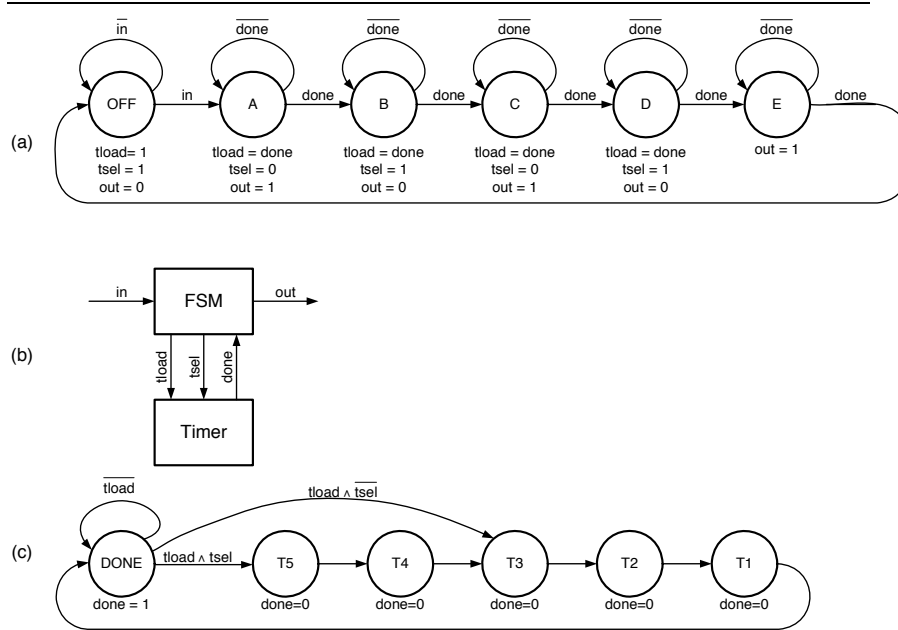 in
done
done
done
done
done
OFF
in
A
done
B
done
C
done
D
done
E
done
(a)
tload= 1
tsel = 1
out = 0
tload = done
tsel = 0
out = 1
tload = done
tsel = 1
out = 0
tload = done
tsel = 0
out = 1
tload = done
tsel = 1
out = 0
out = 1
in
FSM
out
(b)
tload
tsel
done
Timer
tload
tload ∧ tsel
(c)
DONE
tload ∧ tsel
T5
T4
T3
T2
T1
done = 1
done=0
done=0
done=0
done=0
done=0